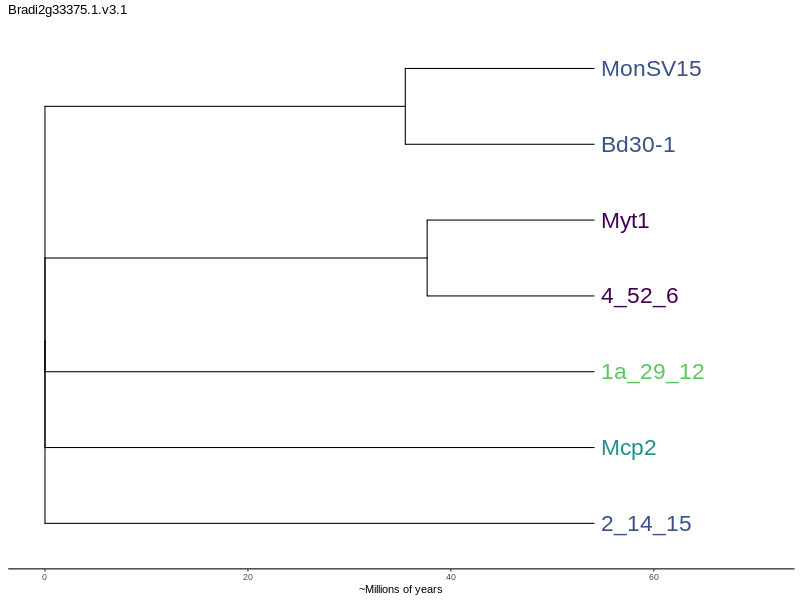 Bradi2g33375.1.v3.1
MonSV15
Bd30-1
Myt1
4_52_6
1a_29_12
Mcp2
2_14_15
0 20 40 60
~Millions of years